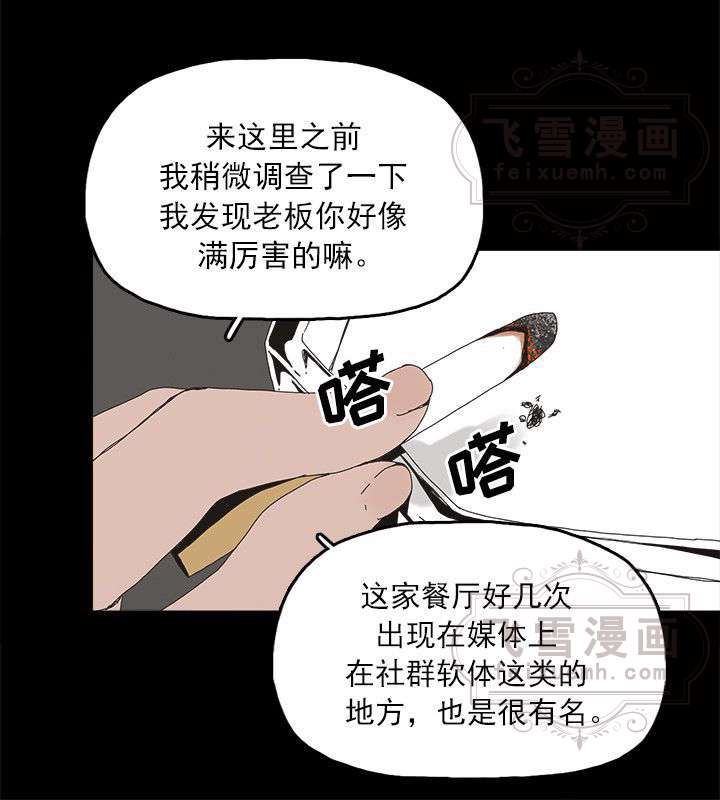 飞雪漫画
feixuemh.com
来这里之前
我稍微调查了一下
我发现老板你好像
满厉害的嘛。
嗒
嗒
这家餐厅好几次
出现在媒体上
在社群软体这类的
地方，也是很有名。
飞雪漫画
feixuemh.com